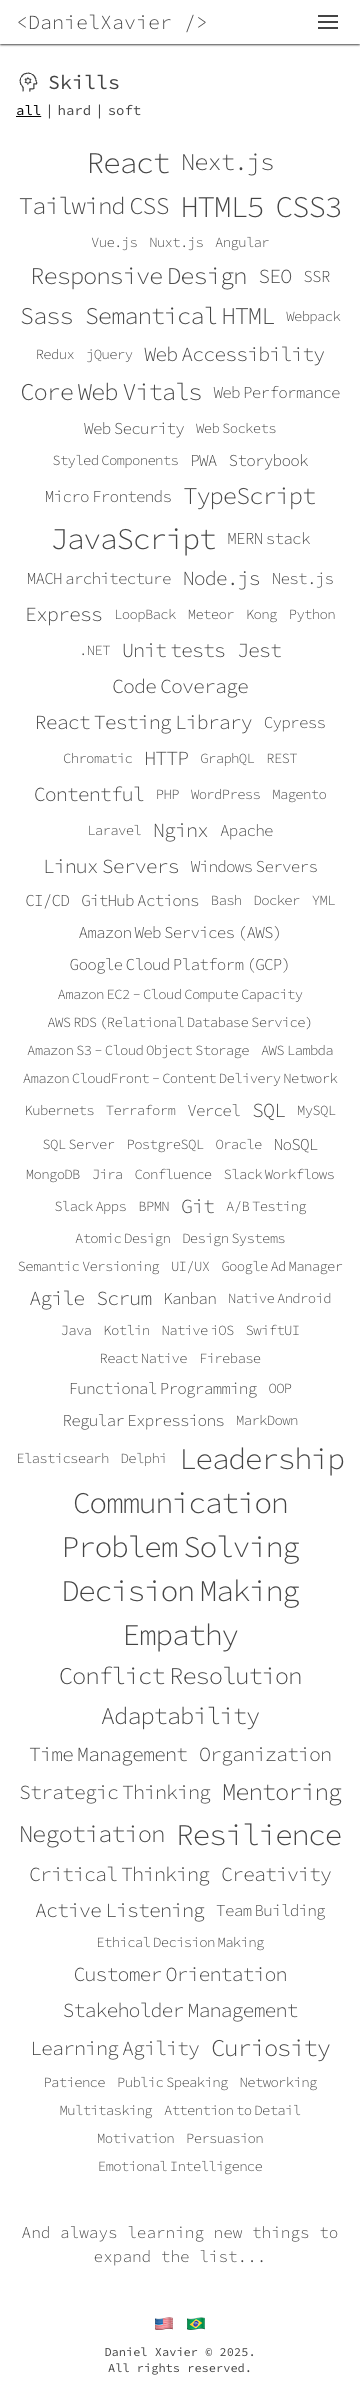 <DanielXavier />
Skills
all | hard | soft
React Next.js
Tailwind CSS HTML5 CSS3
Vue.js Nuxt.js Angular
Responsive Design SEO SSR
Sass Semantical HTML Webpack
Redux jQuery Web Accessibility
Core Web Vitals Web Performance
Web Security Web Sockets
Styled Components PWA Storybook
Micro Frontends TypeScript
JavaScript MERN stack
MACH architecture Node.js Nest.js
Express LoopBack Meteor Kong Python
.NET Unit tests Jest
Code Coverage
React Testing Library Cypress
Chromatic HTTP GraphQL REST
Contentful PHP WordPress Magento
Laravel Nginx Apache
Linux Servers Windows Servers
CI/CD GitHub Actions Bash Docker YML
Amazon Web Services (AWS)
Google Cloud Platform (GCP)
Amazon EC2 - Cloud Compute Capacity
AWS RDS (Relational Database Service)
Amazon S3 - Cloud Object Storage AWS Lambda
Amazon CloudFront - Content Delivery Network
Kubernets Terraform Vercel SQL MySQL
SQL Server PostgreSQL Oracle NoSQL
MongoDB Jira Confluence Slack Workflows
Slack Apps BPMN Git A/B Testing
Atomic Design Design Systems
Semantic Versioning UI/UX Google Ad Manager
Agile Scrum Kanban Native Android
Java Kotlin Native iOS SwiftUI
React Native Firebase
Functional Programming OOP
Regular Expressions MarkDown
Elasticsearh Delphi Leadership
Communication
Problem Solving
Decision Making
Empathy
Conflict Resolution
Adaptability
Time Management Organization
Strategic Thinking Mentoring
Negotiation Resilience
Critical Thinking Creativity
Active Listening Team Building
Ethical Decision Making
Customer Orientation
Stakeholder Management
Learning Agility Curiosity
Patience Public Speaking Networking
Multitasking Attention to Detail
Motivation Persuasion
Emotional Intelligence
And always learning new things to
expand the list...
Daniel Xavier © 2025.
All rights reserved.